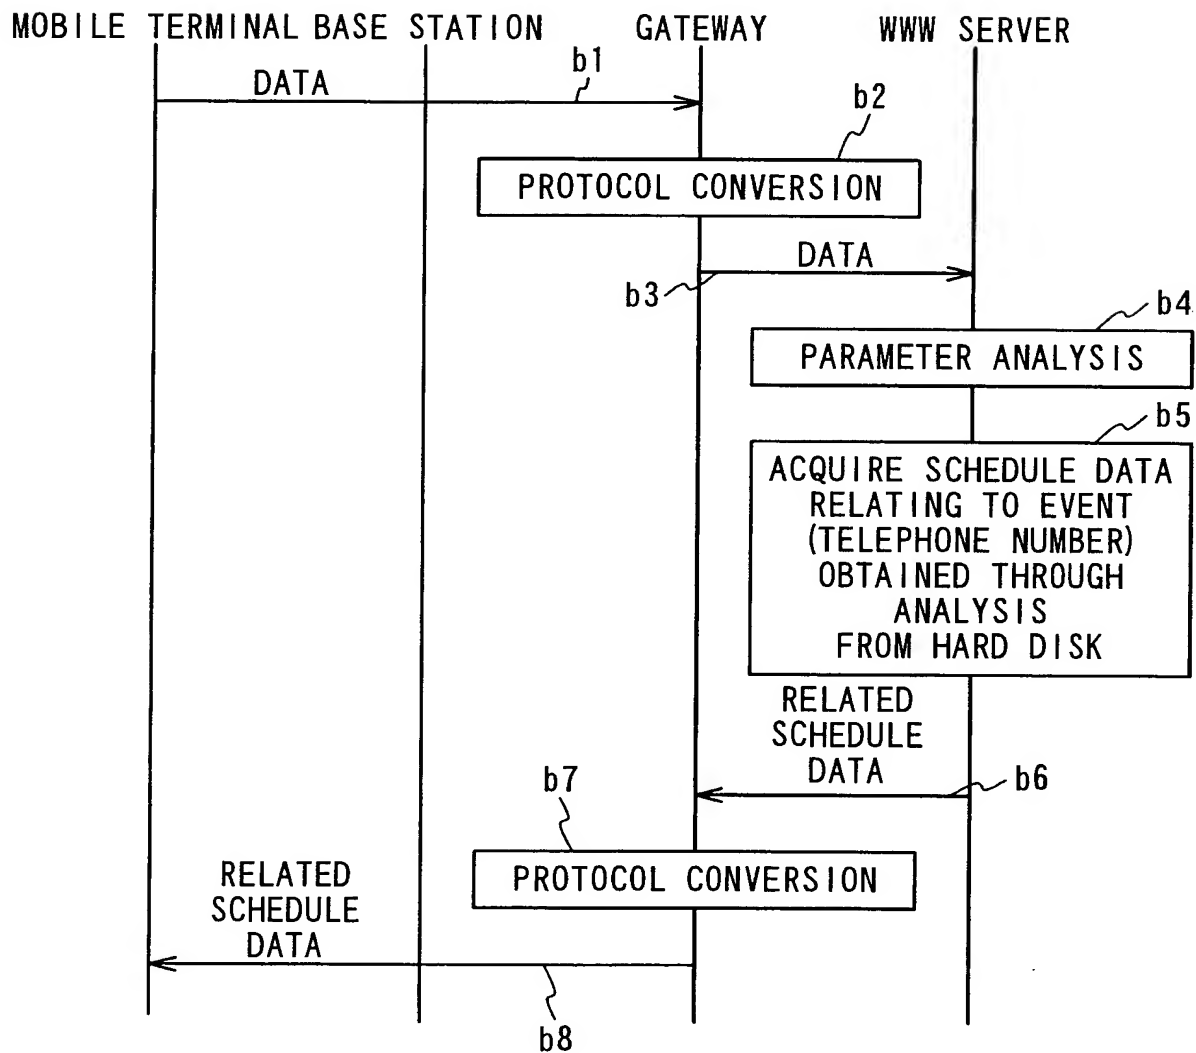 MOBILE TERMINAL BASE STATION GATEWAY WWW SERVER
DATA
b1
b2
PROTOCOL CONVERSION
DATA
b3
b4
PARAMETER ANALYSIS
b5
ACQUIRE SCHEDULE DATA
RELATING TO EVENT
(TELEPHONE NUMBER)
OBTAINED THROUGH
ANALYSIS
FROM HARD DISK
RELATED
SCHEDULE
DATA
b6
b7
PROTOCOL CONVERSION
RELATED
SCHEDULE
DATA
b8